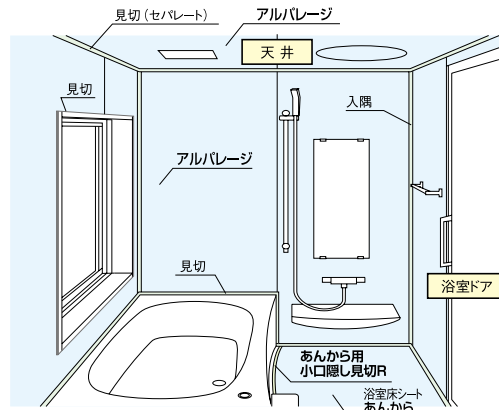 見切(セパレート)
アルパレージ
天井
見切
入隅
アルパレージ
見切
浴室ドア
あんから用
小口隠し見切R
浴室床シート
あんから